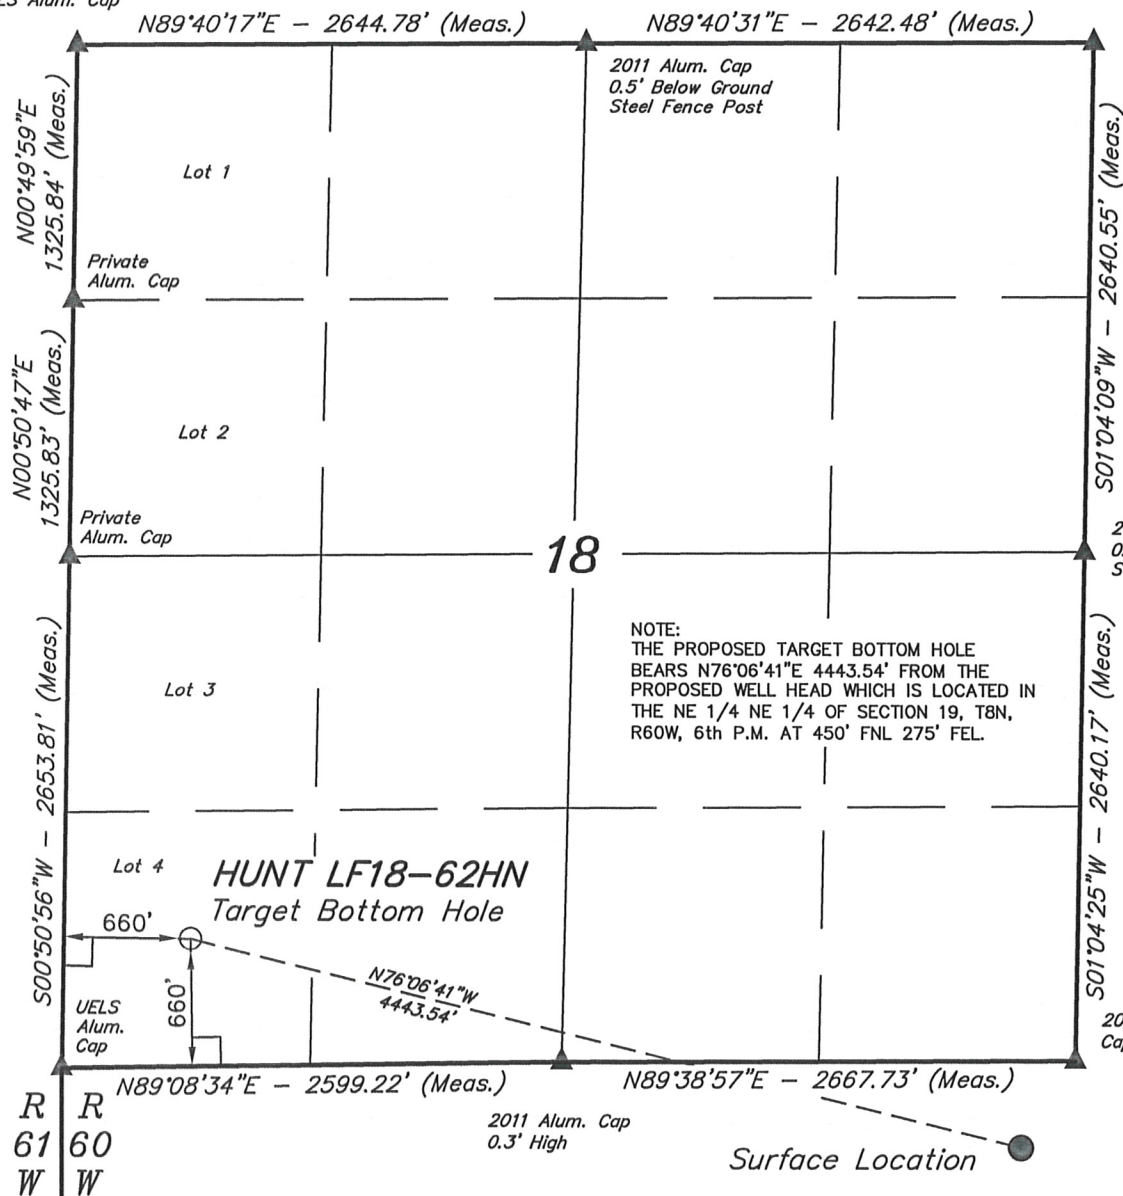 Alum. Cap
N89°40'17"E - 2644.78' (Meas.)
N89°40'31"E - 2642.48' (Meas.)
2011 Alum. Cap
0.5' Below Ground
Steel Fence Post
N00°49'59"E
1325.84' (Meas.)
Lot 1
S01°04'09"W - 2640.55' (Meas.)
Private
Alum. Cap
N00°50'47"E
1325.83' (Meas.)
Lot 2
Private
Alum. Cap
18
NOTE:
THE PROPOSED TARGET BOTTOM HOLE
BEARS N76°06'41"E 4443.54' FROM THE
PROPOSED WELL HEAD WHICH IS LOCATED IN
THE NE 1/4 NE 1/4 OF SECTION 19, T8N,
R60W, 6th P.M. AT 450' FNL 275' FEL.
Lot 3
S00°50'56"W - 2653.81' (Meas.)
S01°04'25"W - 2640.17' (Meas.)
Lot 4
HUNT LF18-62HN
Target Bottom Hole
660'
660'
N76°06'41"W
4443.54'
UELS
Alum.
Cap
N89°08'34"E - 2599.22' (Meas.)
N89°38'57"E - 2667.73' (Meas.)
2011 Alum. Cap
0.3' High
Surface Location
R R
61 60
W W